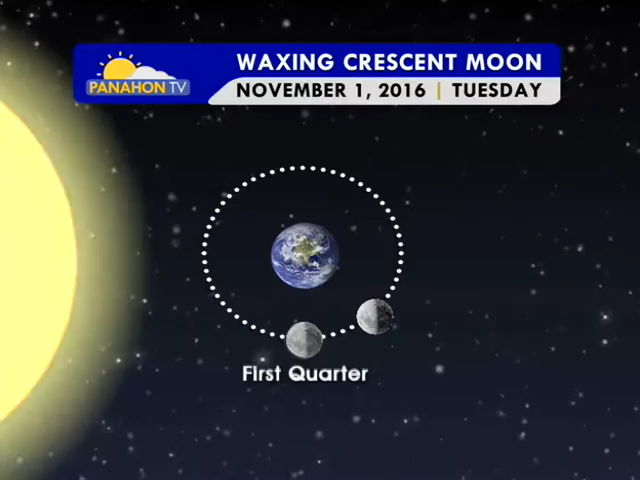 WAXING CRESCENT MOON
PANAHON TV
NOVEMBER 1, 2016 | TUESDAY
First Quarter